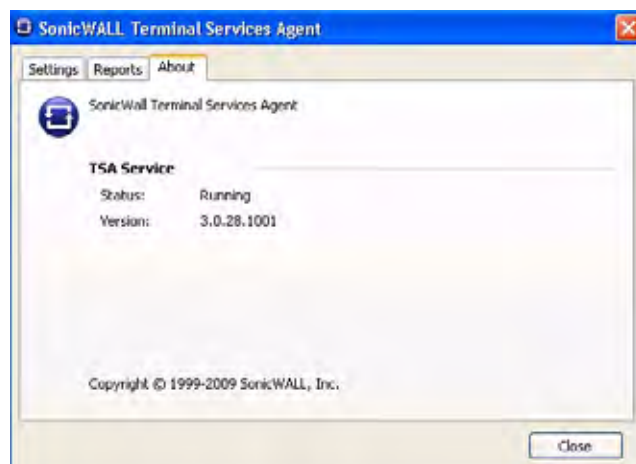 SonicWALL Terminal Services Agent
Settings Reports About
SonicWall Terminal Services Agent
TSA Service
Status: Running
Version: 3.0.28.1001
Copyright © 1999-2009 SonicWALL, Inc.
Close